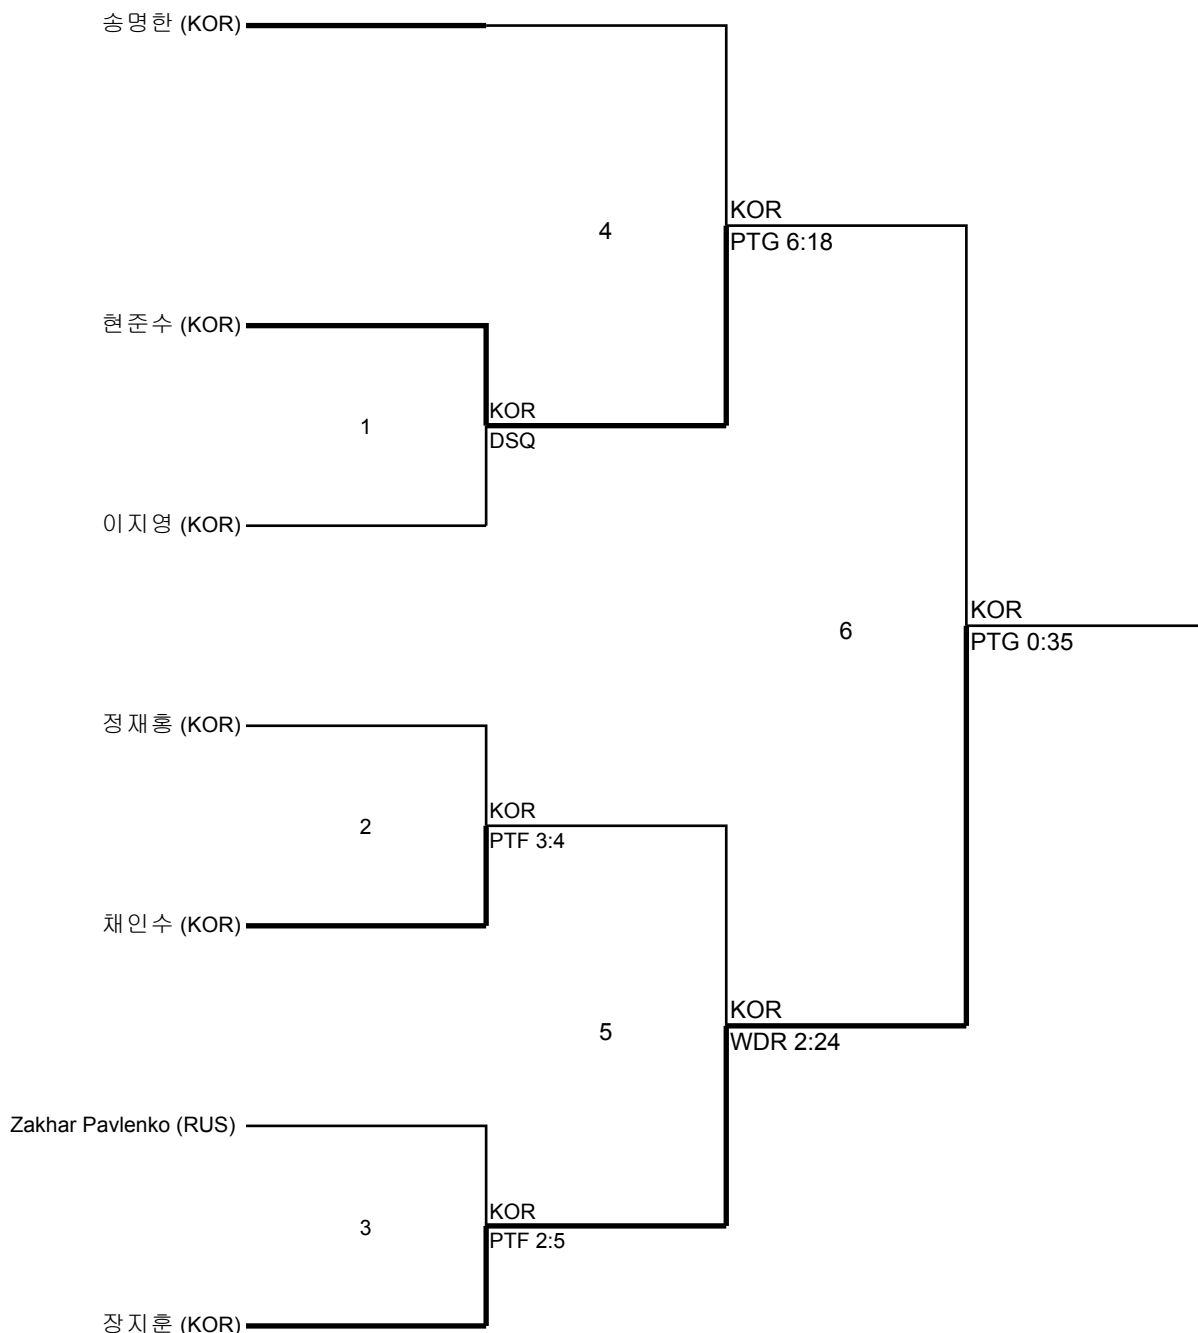 송명한 (KOR)
KOR
4
PTG 6:18
현준수 (KOR)
KOR
1
DSQ
이지영 (KOR)
KOR
6
PTG 0:35
정재홍 (KOR)
KOR
2
PTF 3:4
채인수 (KOR)
KOR
5
WDR 2:24
Zakhar Pavlenko (RUS)
KOR
3
PTF 2:5
장지훈 (KOR)